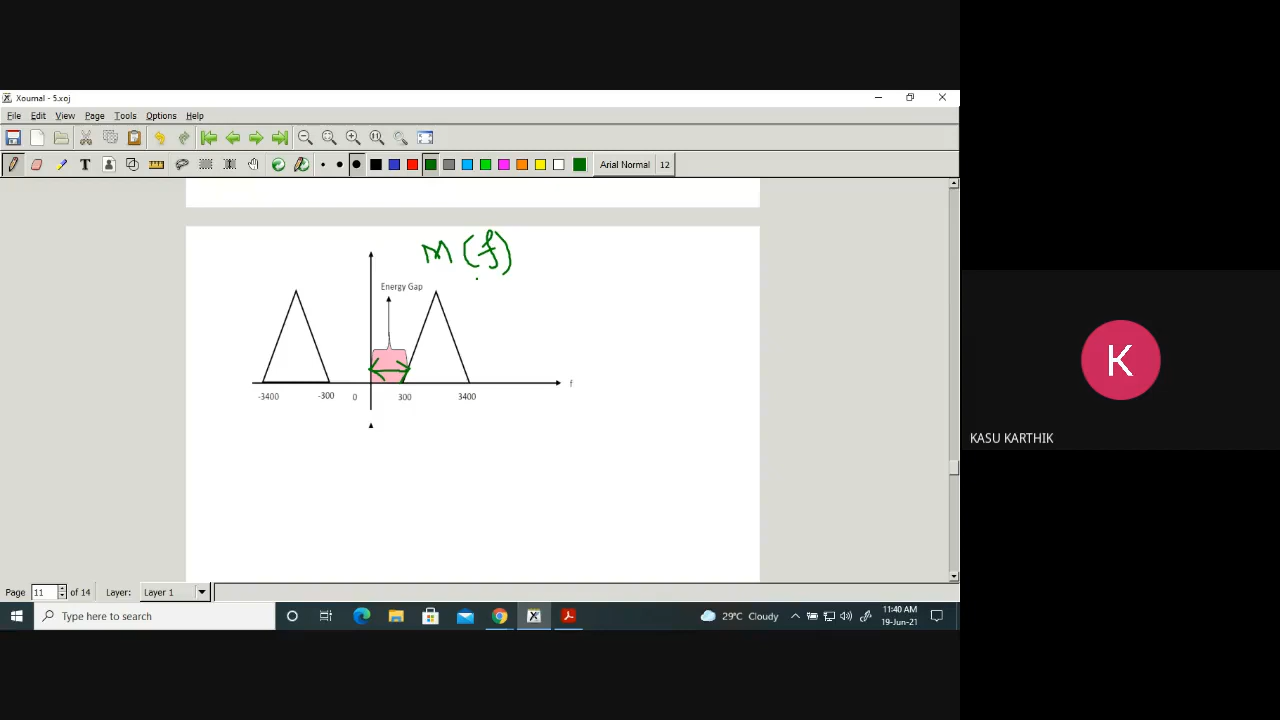 Xournal - 5.xoj
File Edit View Page Tools Options Help
Arial Normal 12
M (f)
Energy Gap
f
-3400 -300 0 300 3400
K
KASU KARTHIK
Page 11 of 14 Layer: Layer 1
Type here to search
29°C Cloudy
11:40 AM
19-Jun-21